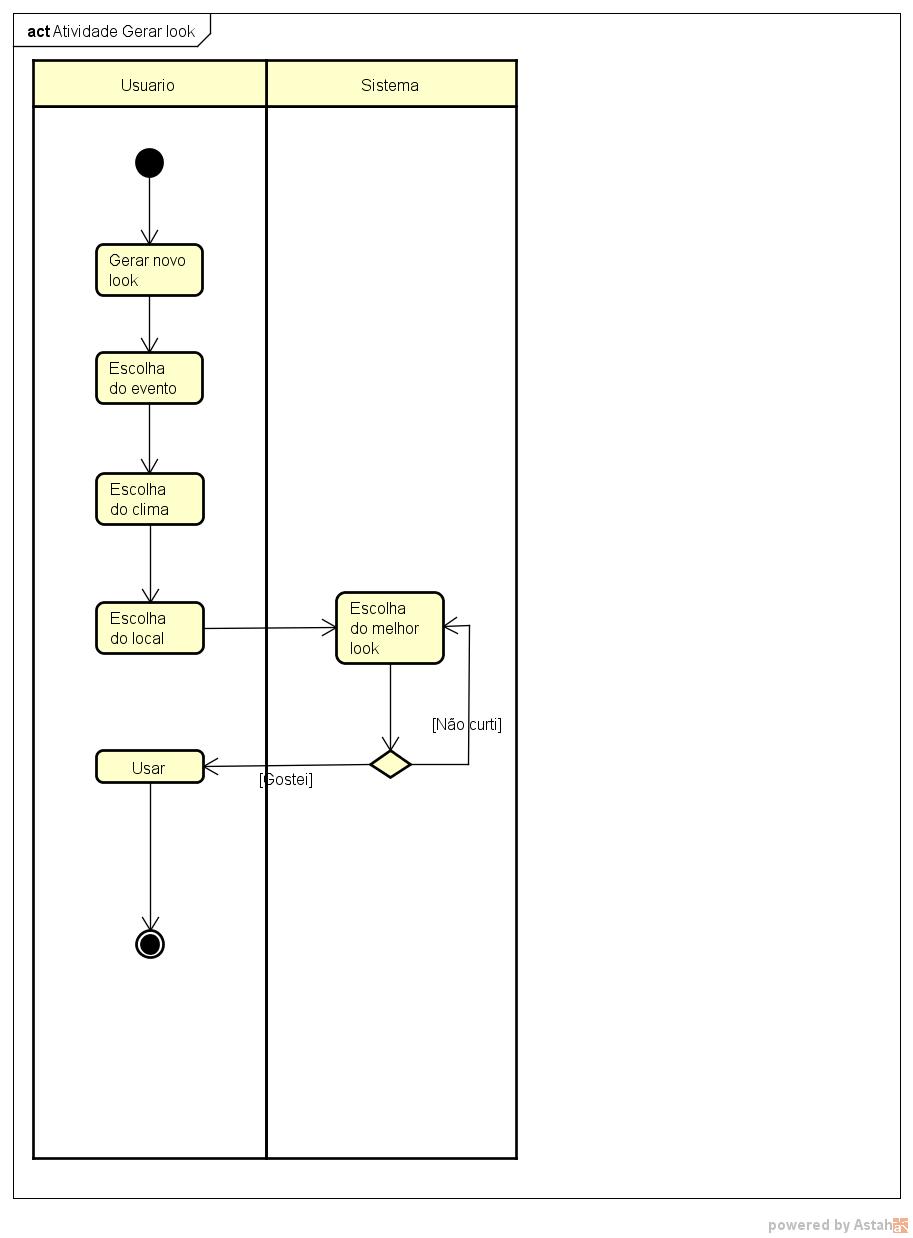 act Atividade Gerar look
Usuario
Sistema
Gerar novo
look
Escolha
do evento
Escolha
do clima
Escolha
do local
Escolha
do melhor
look
[Não curti]
Usar
[Gostei]
powered by Astah